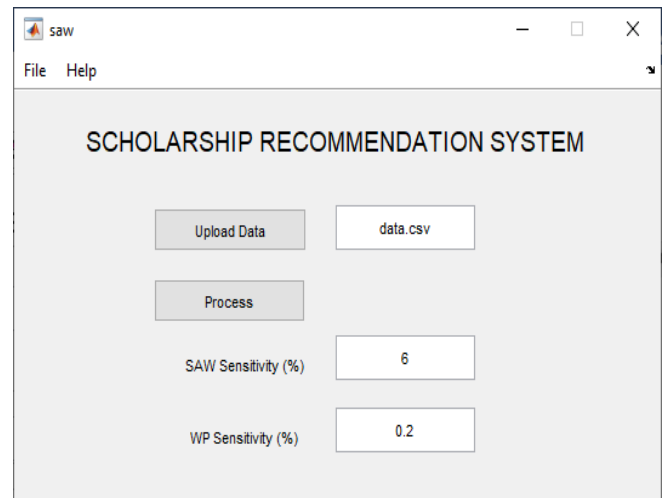 saw
File Help
SCHOLARSHIP RECOMMENDATION SYSTEM
Upload Data data.csv
Process
SAW Sensitivity (%) 6
WP Sensitivity (%) 0.2